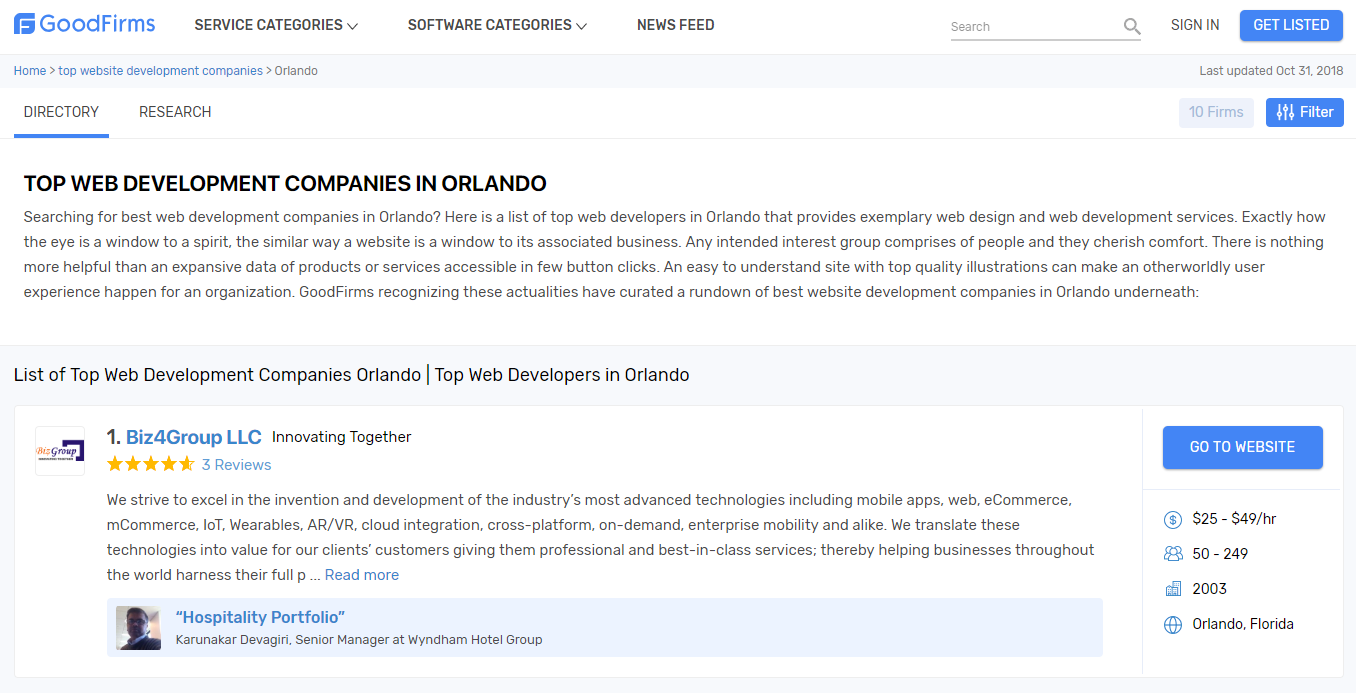 GoodFirms
SERVICE CATEGORIES
SOFTWARE CATEGORIES
NEWS FEED
Search
SIGN IN
GET LISTED
Home > top website development companies > Orlando
Last updated Oct 31, 2018
DIRECTORY
RESEARCH
10 Firms
Filter
TOP WEB DEVELOPMENT COMPANIES IN ORLANDO
Searching for best web development companies in Orlando? Here is a list of top web developers in Orlando that provides exemplary web design and web development services. Exactly how
the eye is a window to a spirit, the similar way a website is a window to its associated business. Any intended interest group comprises of people and they cherish comfort. There is nothing
more helpful than an expansive data of products or services accessible in few button clicks. An easy to understand site with top quality illustrations can make an otherworldly user
experience happen for an organization. GoodFirms recognizing these actualities have curated a rundown of best website development companies in Orlando underneath:
List of Top Web Development Companies Orlando | Top Web Developers in Orlando
BizGroup
1. Biz4Group LLC Innovating Together
3 Reviews
We strive to excel in the invention and development of the industry’s most advanced technologies including mobile apps, web, eCommerce,
mCommerce, IoT, Wearables, AR/VR, cloud integration, cross-platform, on-demand, enterprise mobility and alike. We translate these
technologies into value for our clients’ customers giving them professional and best-in-class services; thereby helping businesses throughout
the world harness their full p ... Read more
“Hospitality Portfolio”
Karunakar Devagiri, Senior Manager at Wyndham Hotel Group
GO TO WEBSITE
$25 - $49/hr
50 - 249
2003
Orlando, Florida